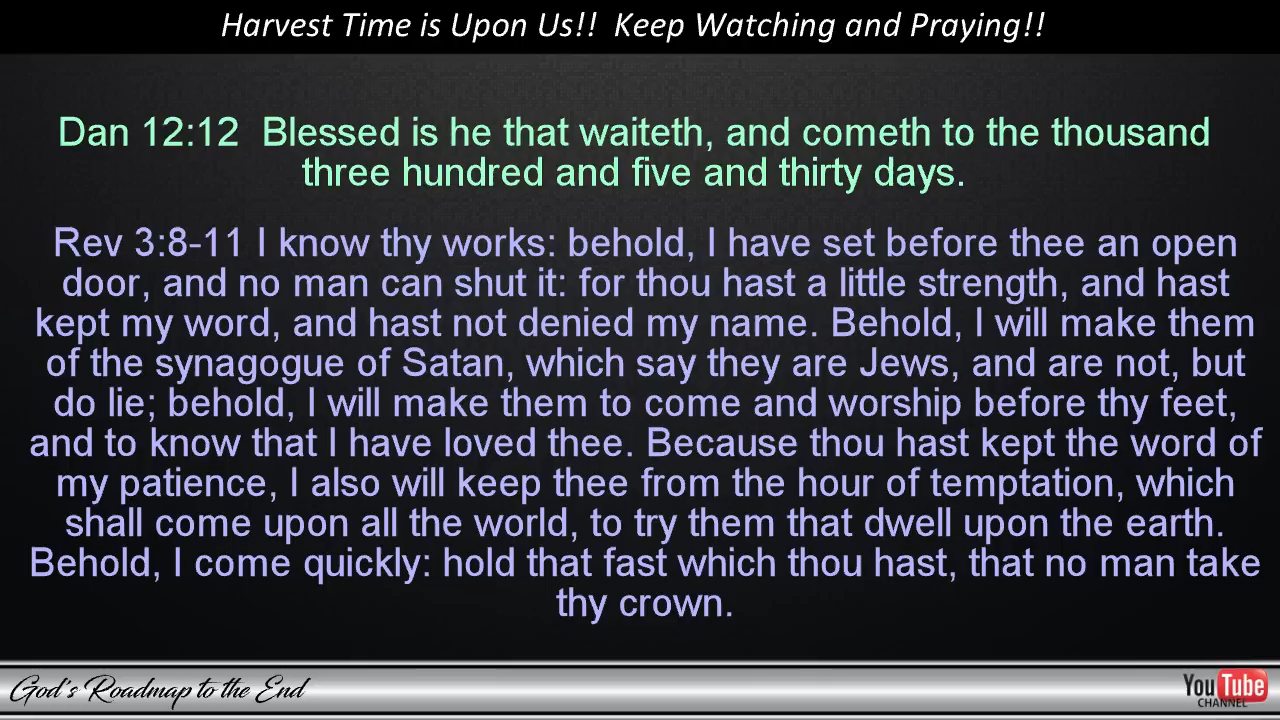 Harvest Time is Upon Us!!  Keep Watching and Praying!!
Dan 12:12  Blessed is he that waiteth, and cometh to the thousand
three hundred and five and thirty days.
Rev 3:8-11 I know thy works: behold, I have set before thee an open
door, and no man can shut it: for thou hast a little strength, and hast
kept my word, and hast not denied my name. Behold, I will make them
of the synagogue of Satan, which say they are Jews, and are not, but
do lie; behold, I will make them to come and worship before thy feet,
and to know that I have loved thee. Because thou hast kept the word of
my patience, I also will keep thee from the hour of temptation, which
shall come upon all the world, to try them that dwell upon the earth.
Behold, I come quickly: hold that fast which thou hast, that no man take
thy crown.
God's Roadmap to the End
YouTube
CHANNEL